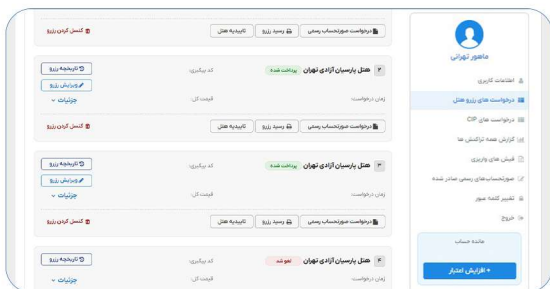 ماهور تهرانی
اطلاعات کاربری
درخواست های رزرو هتل
درخواست های CIP
گزارش همه تراکنش ها
فیش های واریزی
صورتحساب‌های رسمی صادر شده
تغییر کلمه عبور
خروج
مانده حساب
+ افزایش اعتبار
درخواست صورتحساب رسمی رسید رزرو تاییدیه هتل کنسل کردن رزرو
۲ هتل پارسیان آزادی تهران پرداخت شده کد پیگیری: تاریخچه رزرو
ویرایش رزرو
زمان درخواست: قیمت کل: جزئیات
درخواست صورتحساب رسمی رسید رزرو تاییدیه هتل کنسل کردن رزرو
۳ هتل پارسیان آزادی تهران پرداخت شده کد پیگیری: تاریخچه رزرو
ویرایش رزرو
زمان درخواست: قیمت کل: جزئیات
درخواست صورتحساب رسمی رسید رزرو تاییدیه هتل کنسل کردن رزرو
۴ هتل پارسیان آزادی تهران لغو شد کد پیگیری: تاریخچه رزرو
زمان درخواست: قیمت کل: جزئیات